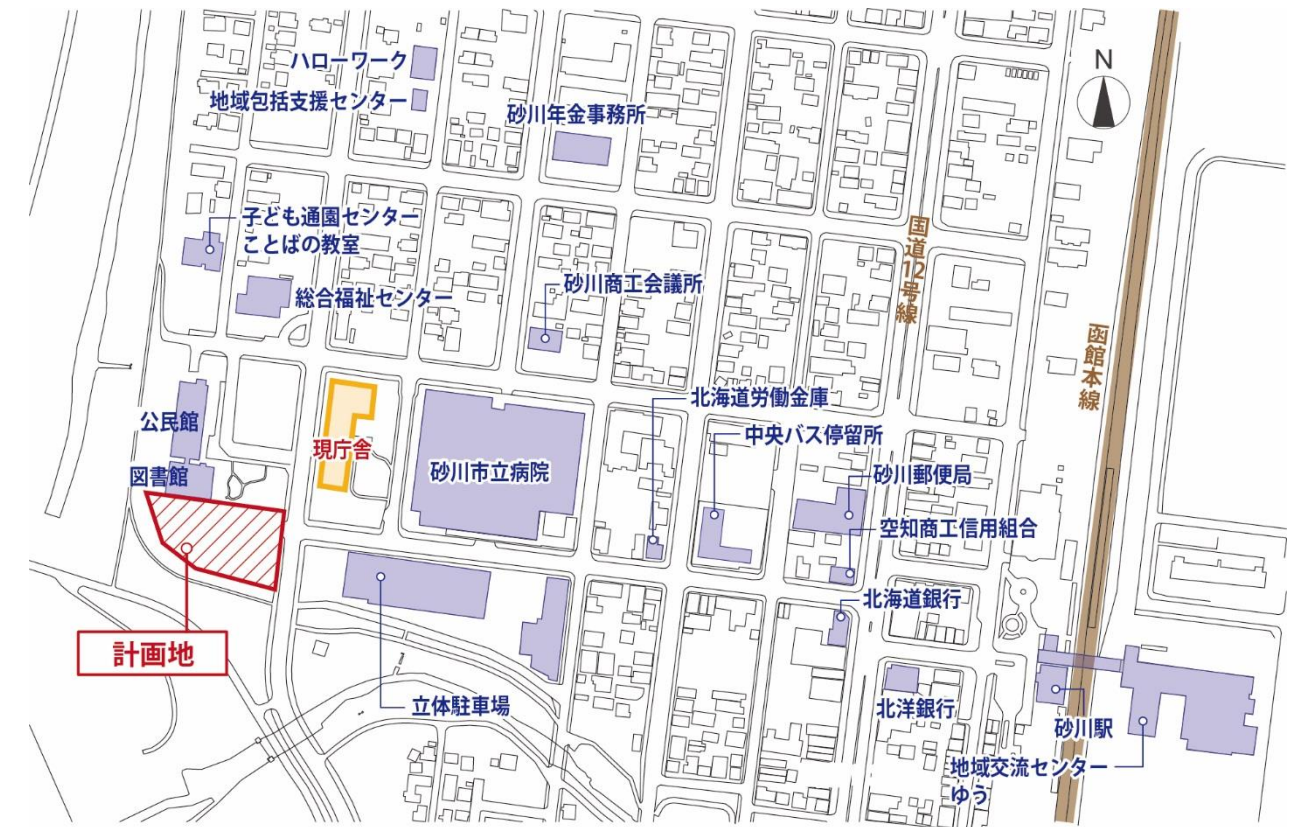 ハローワーク
地域包括支援センター
砂川年金事務所
N
子ども通園センター
ことばの教室
総合福祉センター
砂川商工会議所
国道12号線
函館本線
公民館
図書館
現庁舎
砂川市立病院
北海道労働金庫
中央バス停留所
砂川郵便局
空知商工信用組合
北海道銀行
計画地
立体駐車場
北洋銀行
砂川駅
地域交流センター
ゆう